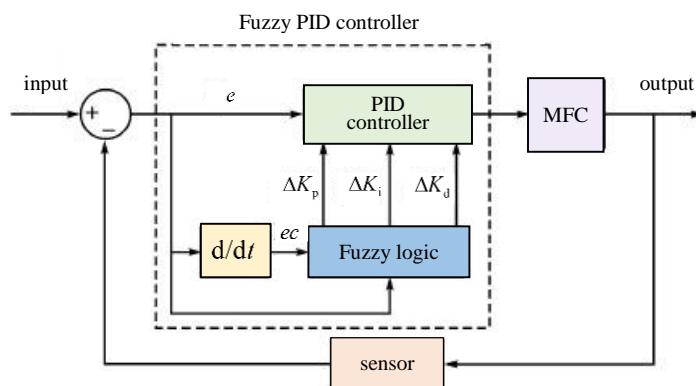 Fuzzy PID controller
input
+
−
e
PID
controller
MFC
output
ΔKp
ΔKi
ΔKd
d/dt
ec
Fuzzy logic
sensor